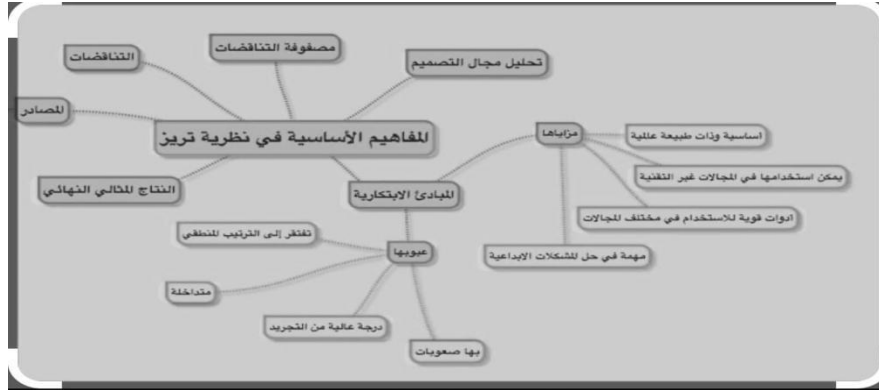 مصفوفة التناقضات
التناقضات
تحليل مجال التصميم
المصادر
المفاهيم الأساسية في نظرية تريز
النتاج المثالي النهائي
المبادئ الابتكارية
مزاياها
اساسية وذات طبيعة عالمية
يمكن استخدامها في المجالات غير التقنية
ادوات قوية للاستخدام في مختلف المجالات
مهمة في حل المشكلات الابداعية
عيوبها
تفتقر إلى الترتيب المنطقي
متداخلة
درجة عالية من التجريد
بها صعوبات